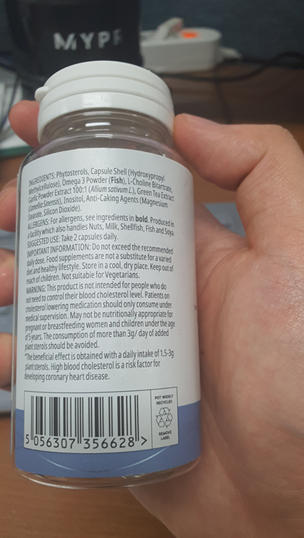 MYPR
INGREDIENTS: Phytosterols, Capsule Shell (Hydroxypropyl
Methylcellulose), Omega 3 Powder (Fish), L-Choline Bitartrate,
Garlic Powder Extract 100:1 (Allium sativum L.), Green Tea Extract
(Camellia Sinensis), Inositol, Anti-Caking Agents (Magnesium
Stearate, Silicon Dioxide).
ALLERGENS: For allergens, see ingredients in bold. Produced in
a facility which also handles Nuts, Milk, Shellfish, Fish and Soya.
SUGGESTED USE: Take 2 capsules daily.
IMPORTANT INFORMATION: Do not exceed the recommended
daily dose. Food supplements are not a substitute for a varied
diet and healthy lifestyle. Store in a cool, dry place. Keep out of
reach of children. Not suitable for Vegetarians.
WARNING: This product is not intended for people who do
not need to control their blood cholesterol level. Patients on
cholesterol lowering medication should only consume under
medical supervision. May not be nutritionally appropriate for
pregnant or breastfeeding women and children under the age
of 5 years. The consumption of more than 3g/ day of added
plant sterols should be avoided.
*The beneficial effect is obtained with a daily intake of 1.5-3g
plant sterols. High blood cholesterol is a risk factor for
developing coronary heart disease.
POT WIDELY
RECYCLED
REMOVE
LABEL
5 056307 356628 >